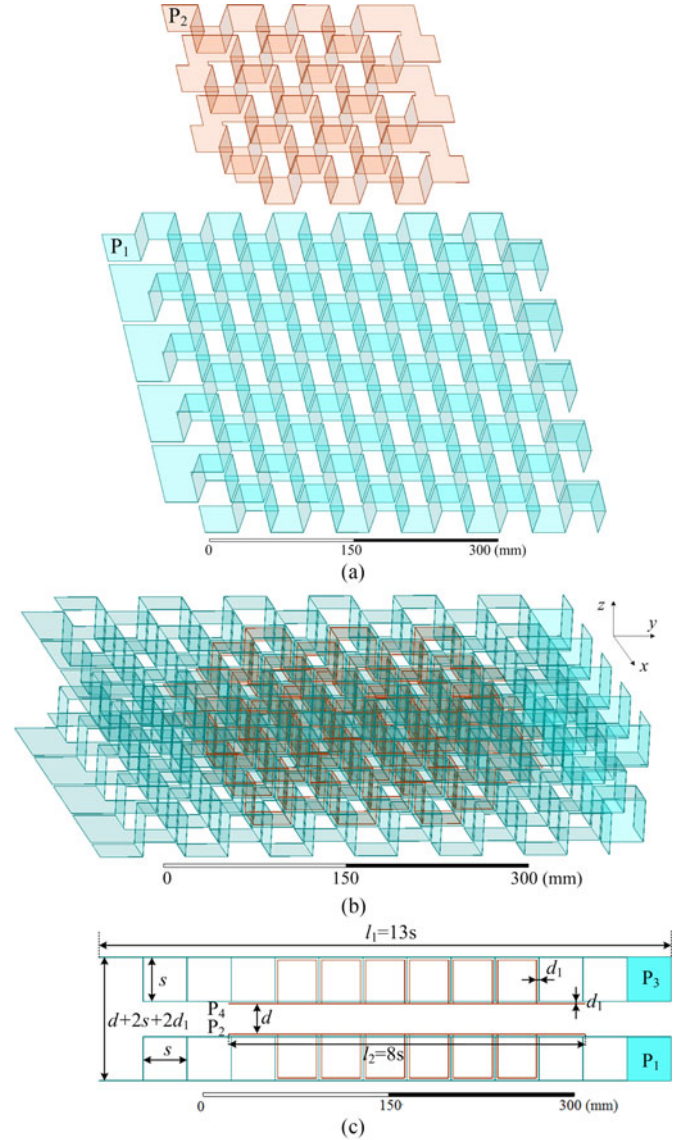 P₂
P₁
0 150 300 (mm)
(a)
z
y
x
0 150 300 (mm)
(b)
l₁=13s
s
d₁
P₃
d+2s+2d₁
P₄
d
d₁
P₂
s
l₂=8s
P₁
0 150 300 (mm)
(c)